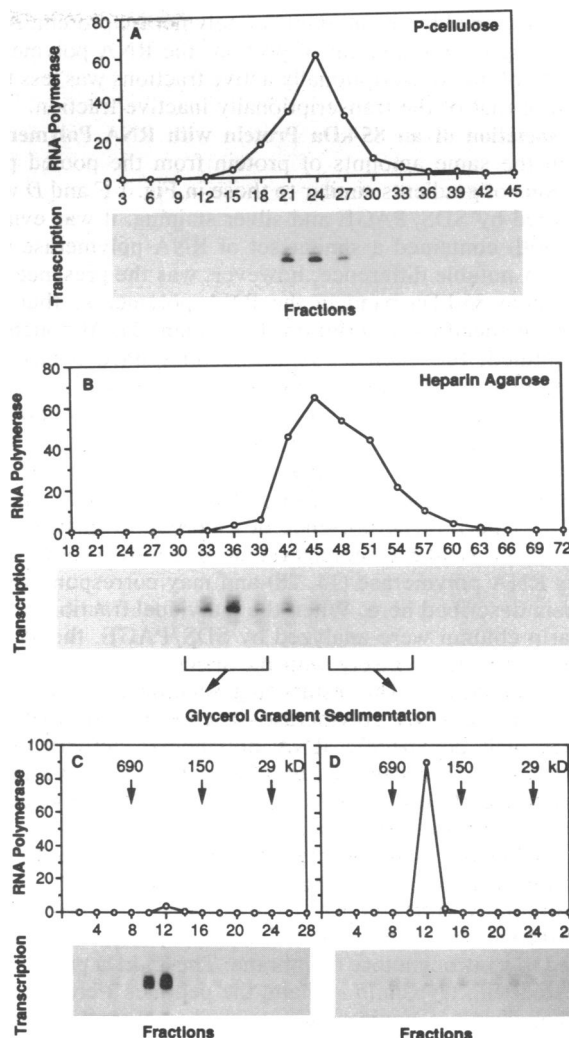 A
P-cellulose
RNA Polymerase
80
60
40
20
0
3 6 9 12 15 18 21 24 27 30 33 36 39 42 45
Transcription
Fractions
B
Heparin Agarose
RNA Polymerase
80
60
40
20
0
18 21 24 27 30 33 36 39 42 45 48 51 54 57 60 63 66 69 72
Transcription
Glycerol Gradient Sedimentation
C
690 150 29 kD
RNA Polymerase
100
80
60
40
20
0
4 8 12 16 20 24 28
Transcription
Fractions
D
690 150 29 kD
4 8 12 16 20 24 28
Fractions